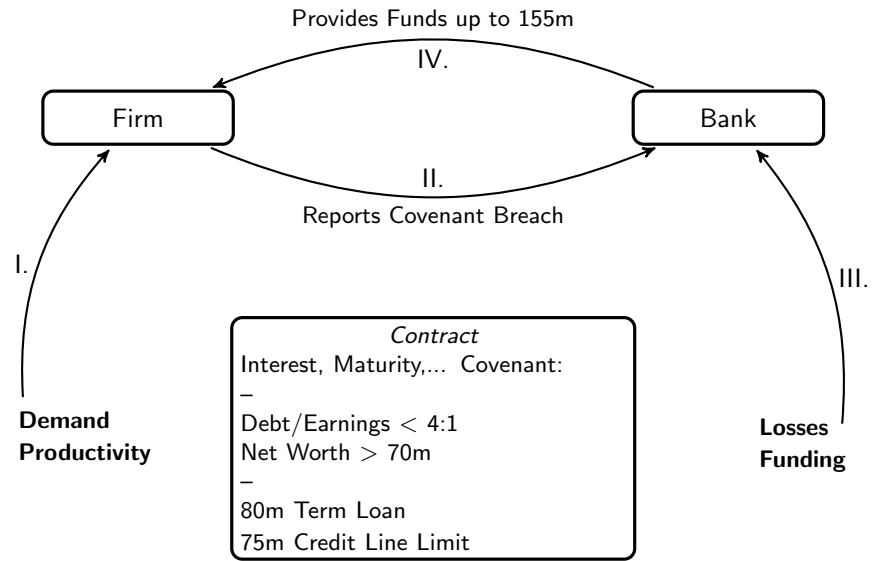 Provides Funds up to 155m
IV.
Firm
Bank
II.
Reports Covenant Breach
I.
III.
Contract
Interest, Maturity,... Covenant:
–
Debt/Earnings < 4:1
Net Worth > 70m
–
80m Term Loan
75m Credit Line Limit
Demand
Productivity
Losses
Funding